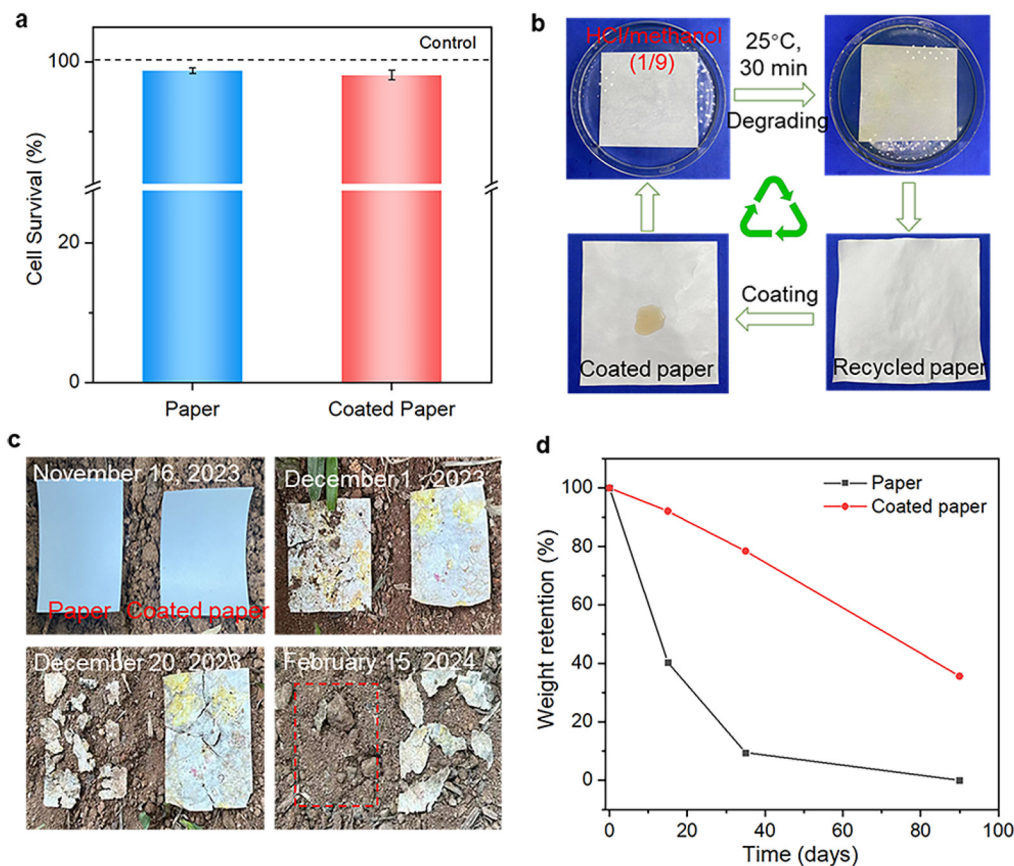 a
Control
100
20
0
Cell Survival (%)
Paper
Coated Paper
b
HCl/methanol
(1/9)
25°C,
30 min
Degrading
Coating
Coated paper
Recycled paper
c
November 16, 2023
Paper
Coated paper
December 1, 2023
December 20, 2023
February 15, 2024
d
Paper
Coated paper
100
80
60
40
20
0
Weight retention (%)
0
20
40
60
80
100
Time (days)